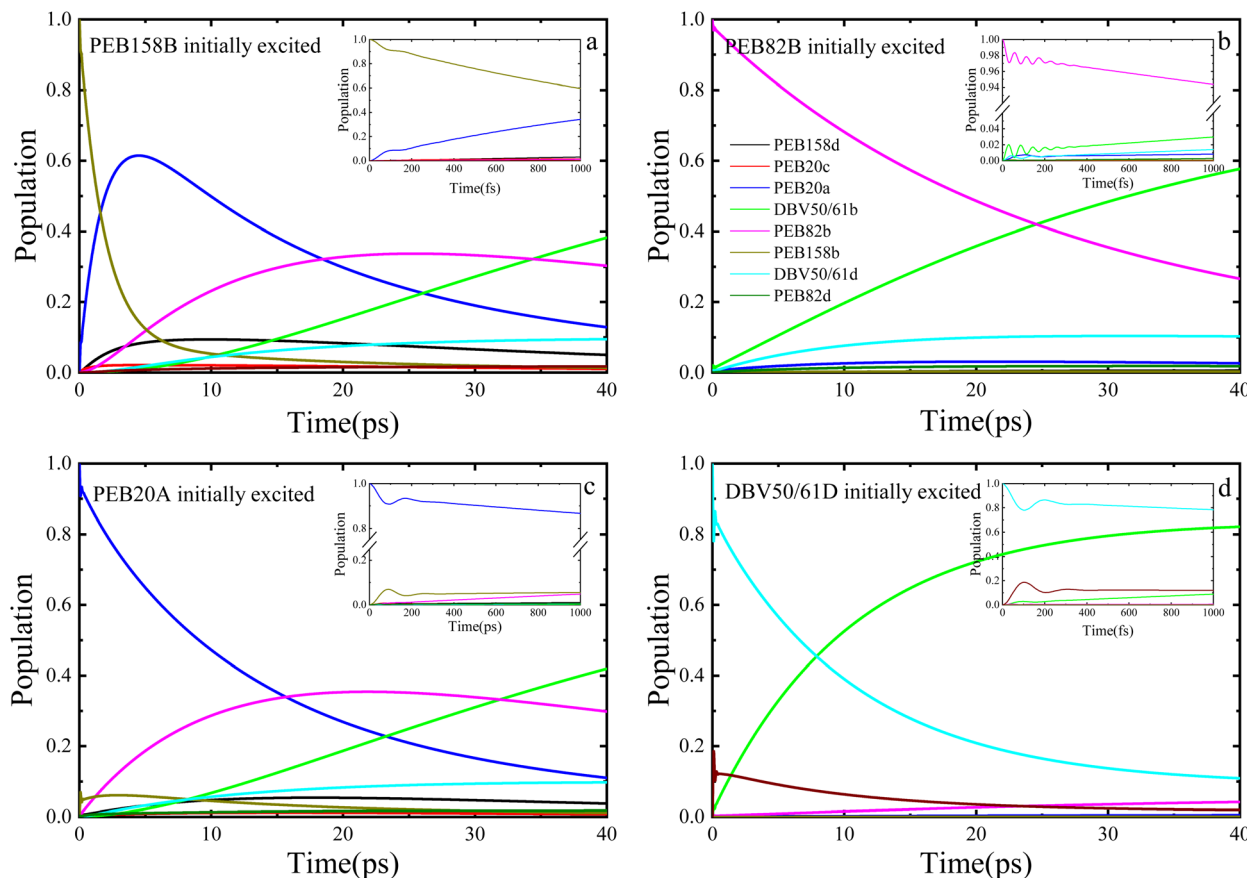 PEB158B initially excited
a
1.0
0.8
0.6
0.4
0.2
0.0
0
10
20
30
40
Population
Time(ps)
1.0
0.8
0.6
0.4
0.2
0.0
0 200 400 600 800 1000
Population
Time(fs)
PEB82B initially excited
b
1.0
0.8
0.6
0.4
0.2
0.0
0
10
20
30
40
Population
Time(ps)
PEB158d
PEB20c
PEB20a
DBV50/61b
PEB82b
PEB158b
DBV50/61d
PEB82d
1.00
0.98
0.96
0.94
0.04
0.02
0.00
0 200 400 600 800 1000
Population
Time(fs)
PEB20A initially excited
c
1.0
0.8
0.6
0.4
0.2
0.0
0
10
20
30
40
Population
Time(ps)
1.0
0.8
0.2
0.0
0 200 400 600 800 1000
Population
Time(ps)
DBV50/61D initially excited
d
1.0
0.8
0.6
0.4
0.2
0.0
0
10
20
30
40
Population
Time(ps)
1.0
0.8
0.6
0.4
0.2
0.0
0 200 400 600 800 1000
Population
Time(fs)